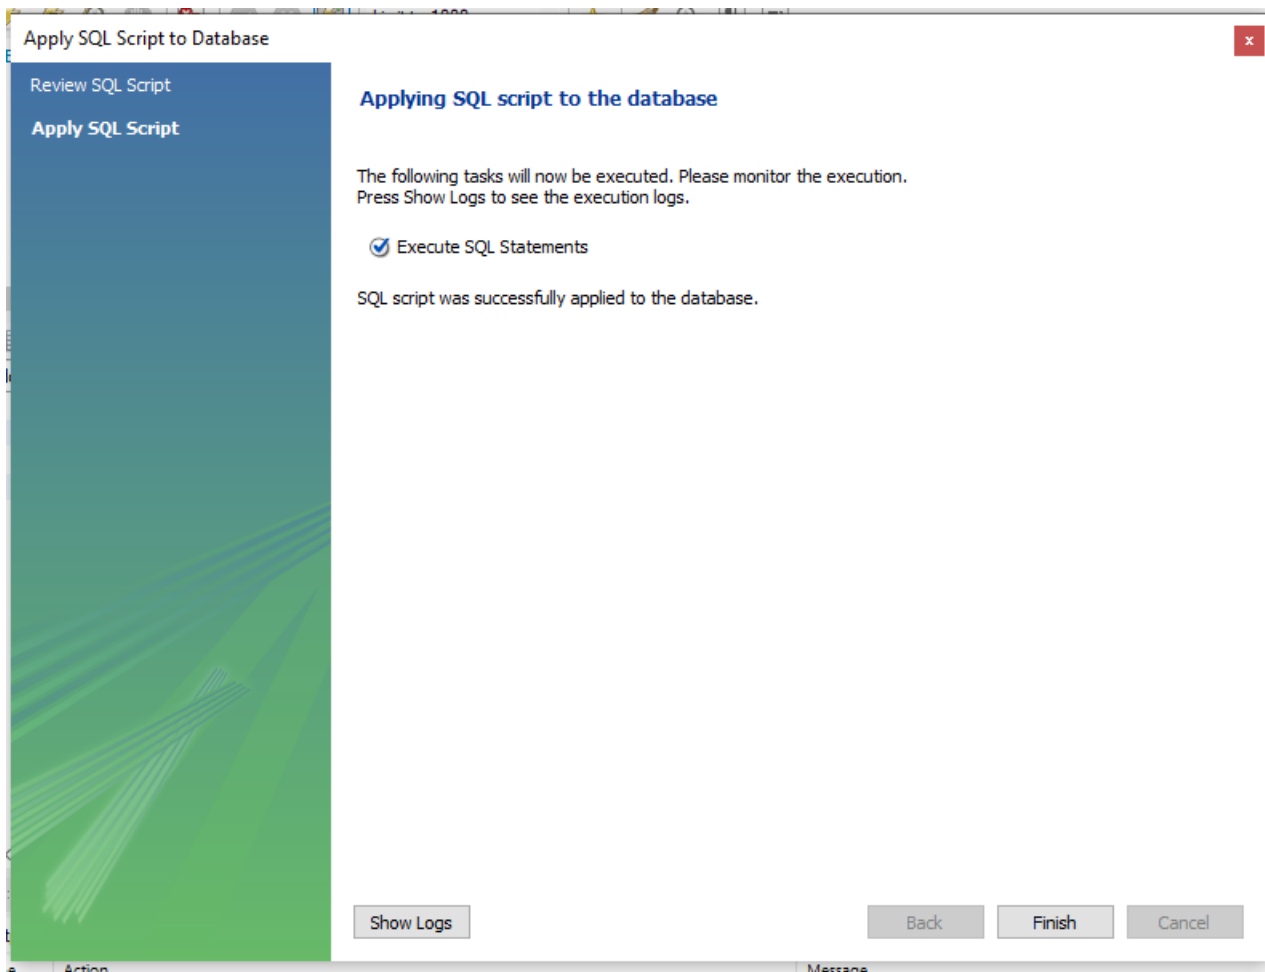 Apply SQL Script to Database
x
Review SQL Script
Apply SQL Script
Applying SQL script to the database
The following tasks will now be executed. Please monitor the execution.
Press Show Logs to see the execution logs.
Execute SQL Statements
SQL script was successfully applied to the database.
Show Logs
Back
Finish
Cancel
Action
Message